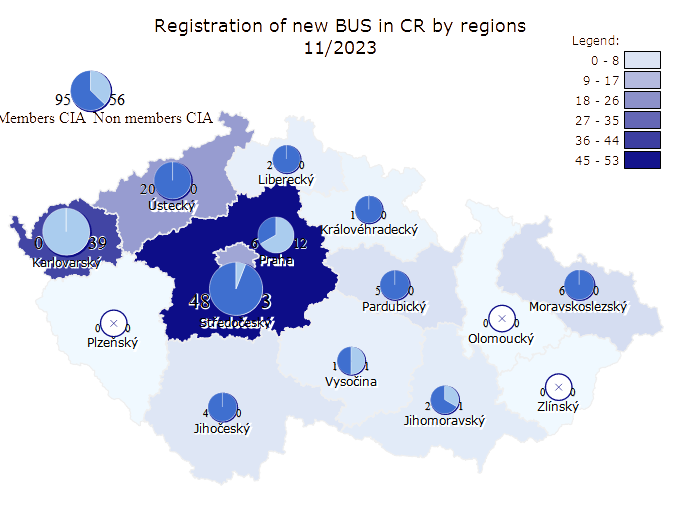 Registration of new BUS in CR by regions
11/2023
Legend:
0 - 8
9 - 17
18 - 26
27 - 35
36 - 44
45 - 53
95 56
Members CIA Non members CIA
2 0
Liberecký
20 0
Ústecký
1 0
Královéhradecký
0 39
Karlovarský
6 12
Praha
48 3
Středočeský
5 0
Pardubický
6 0
Moravskoslezský
0 0
Plzeňský
0 0
Olomoucký
1 1
Vysočina
4 0
Jihočeský
2 1
Jihomoravský
0 0
Zlínský